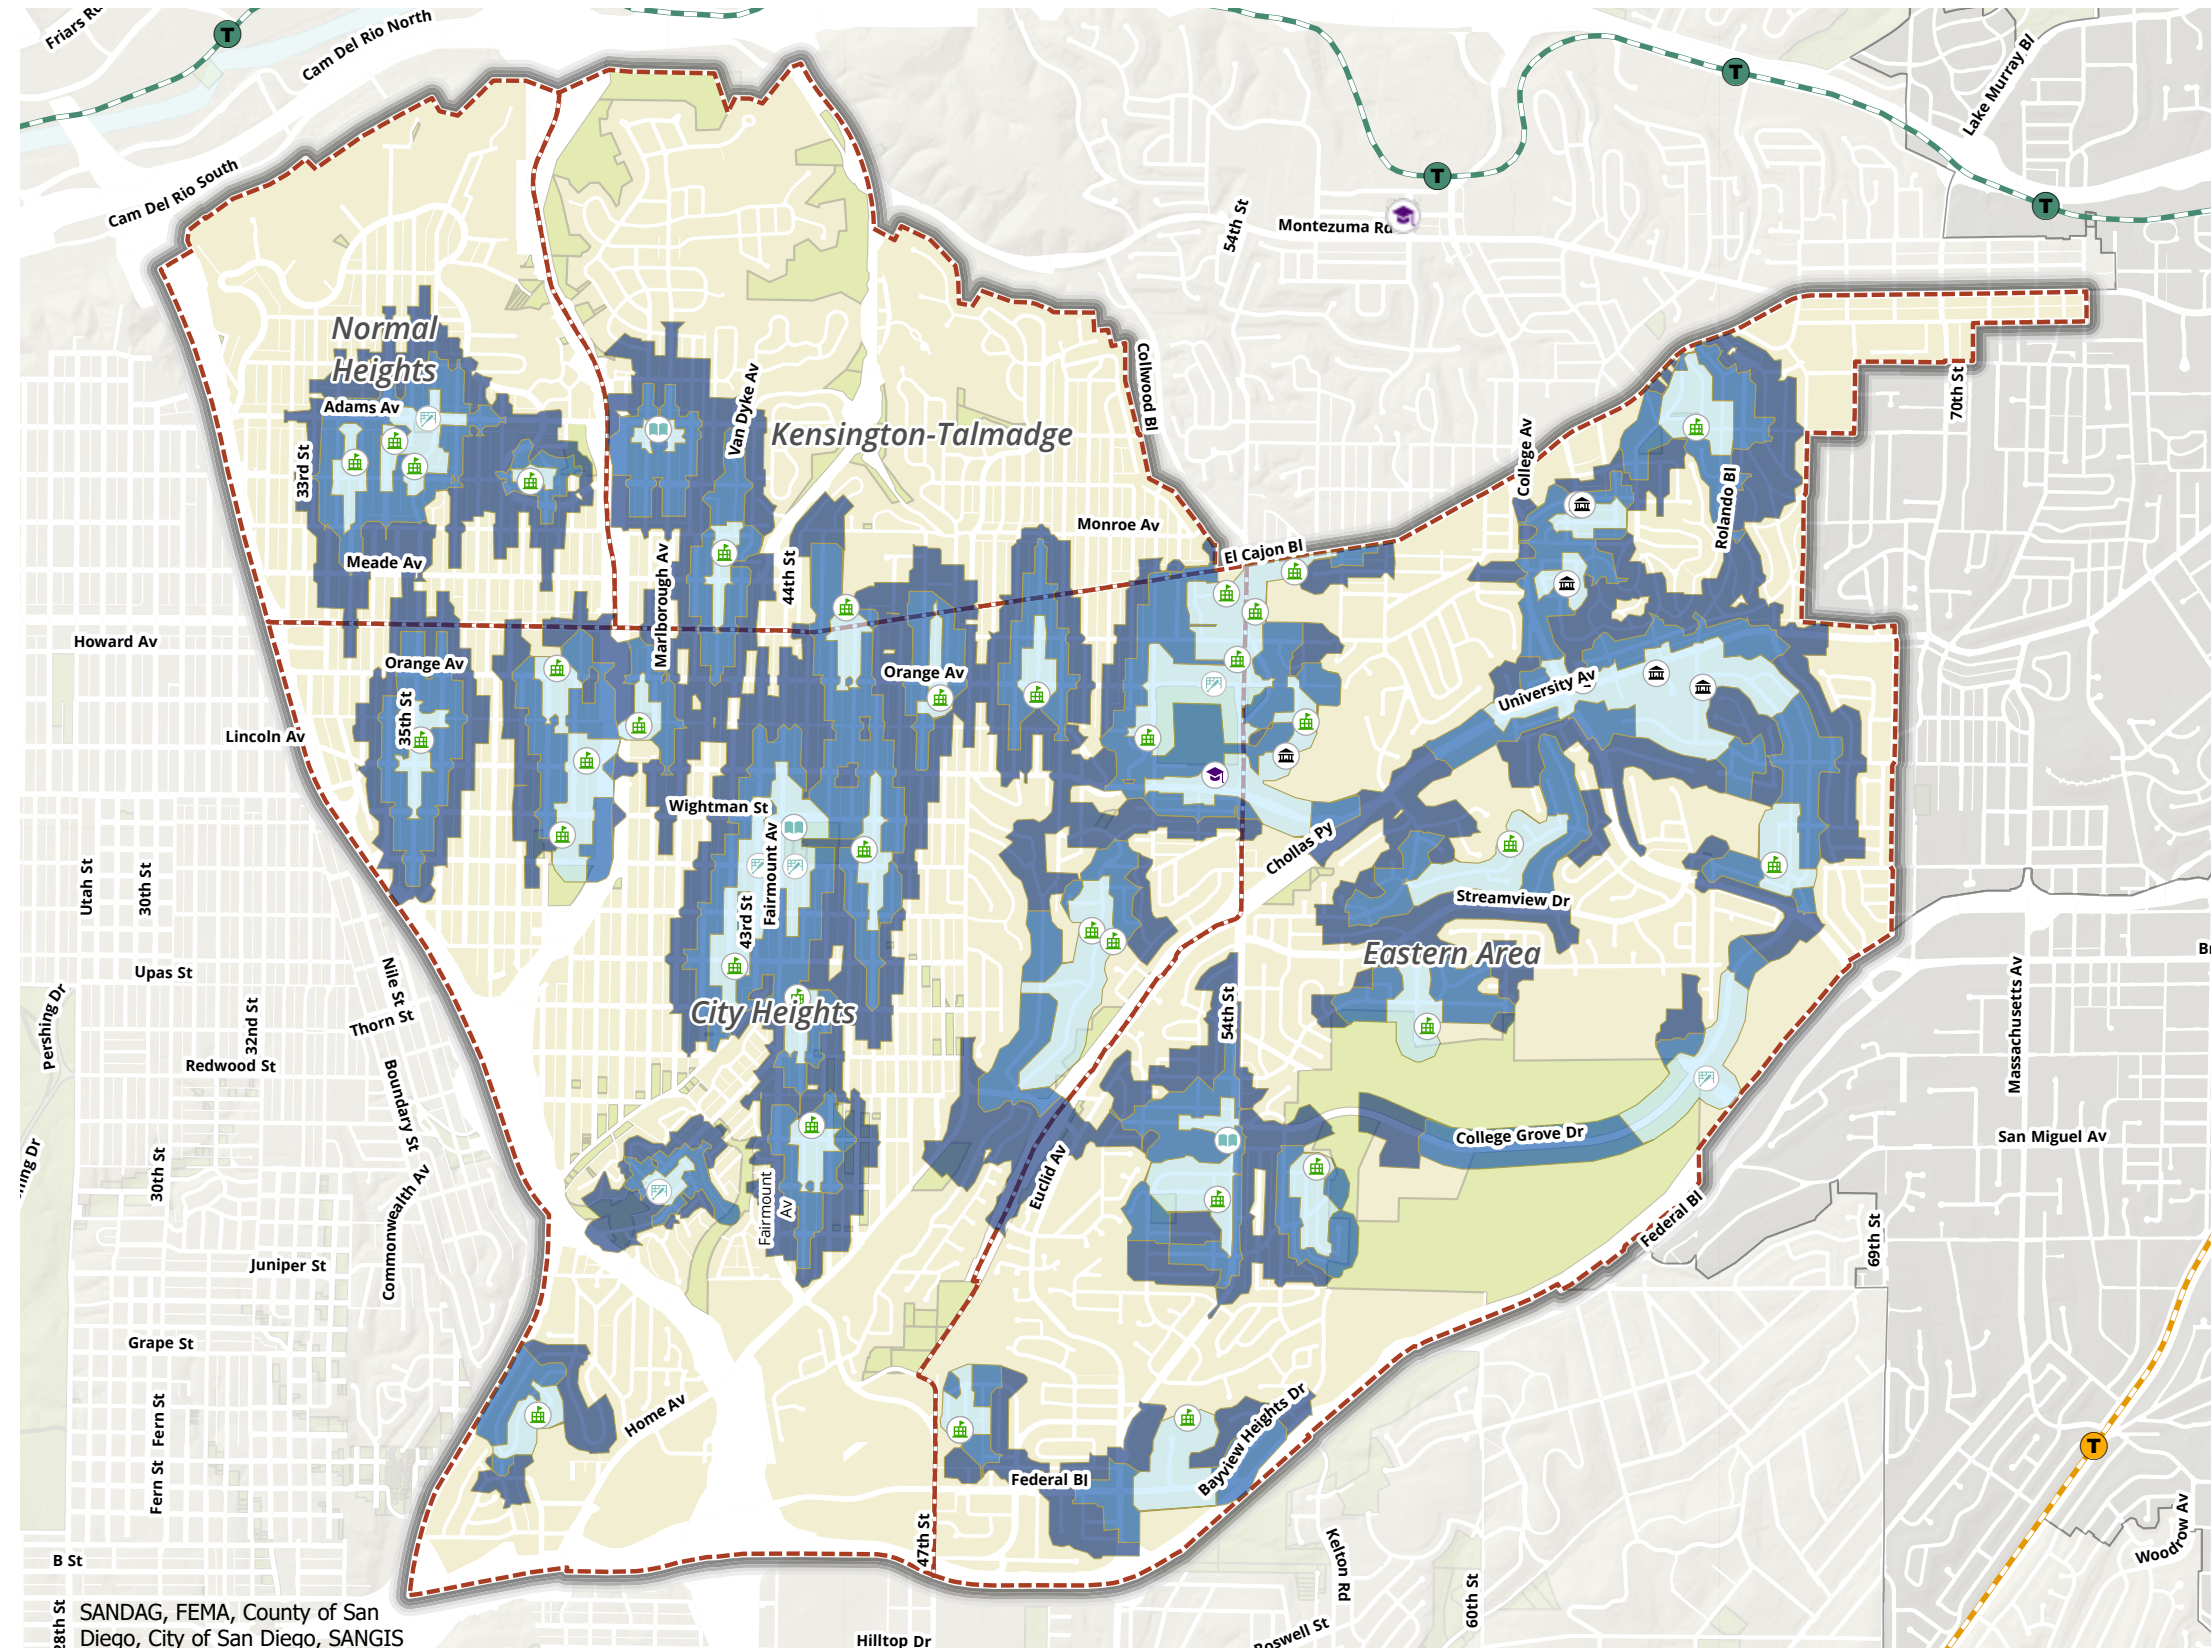 Friars Rd
Cam Del Rio North
Lake Murray Bl
Cam Del Rio South
54th St
Montezuma Rd
Normal
Heights
Adams Av
33rd St
Van Dyke Av
Kensington-Talmadge
Collwood Bl
College Av
70th St
Rolando Bl
Monroe Av
El Cajon Bl
Meade Av
Marlborough Av
44th St
Howard Av
Orange Av
Orange Av
35th St
Lincoln Av
University Av
Wightman St
Fairmount Av
43rd St
Chollas Py
Streamview Dr
Eastern Area
Utah St
30th St
Upas St
Nile St
Thorn St
Pershing Dr
32nd St
Redwood St
Boundary St
City Heights
54th St
Massachusetts Av
College Grove Dr
San Miguel Av
30th St
Commonwealth Av
Fairmount
Av
Euclid Av
Federal Bl
69th St
Juniper St
Grape St
Fern St
Fern St
Home Av
Federal Bl
Bayview Heights Dr
47th St
Kelton Rd
60th St
Woodrow Av
B St
28th St
SANDAG, FEMA, County of San
Diego, City of San Diego, SANGIS
Hilltop Dr
Boswell St
T
T
T
T
T